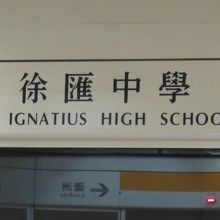 徐匯中學
IGNATIUS HIGH SCHOO